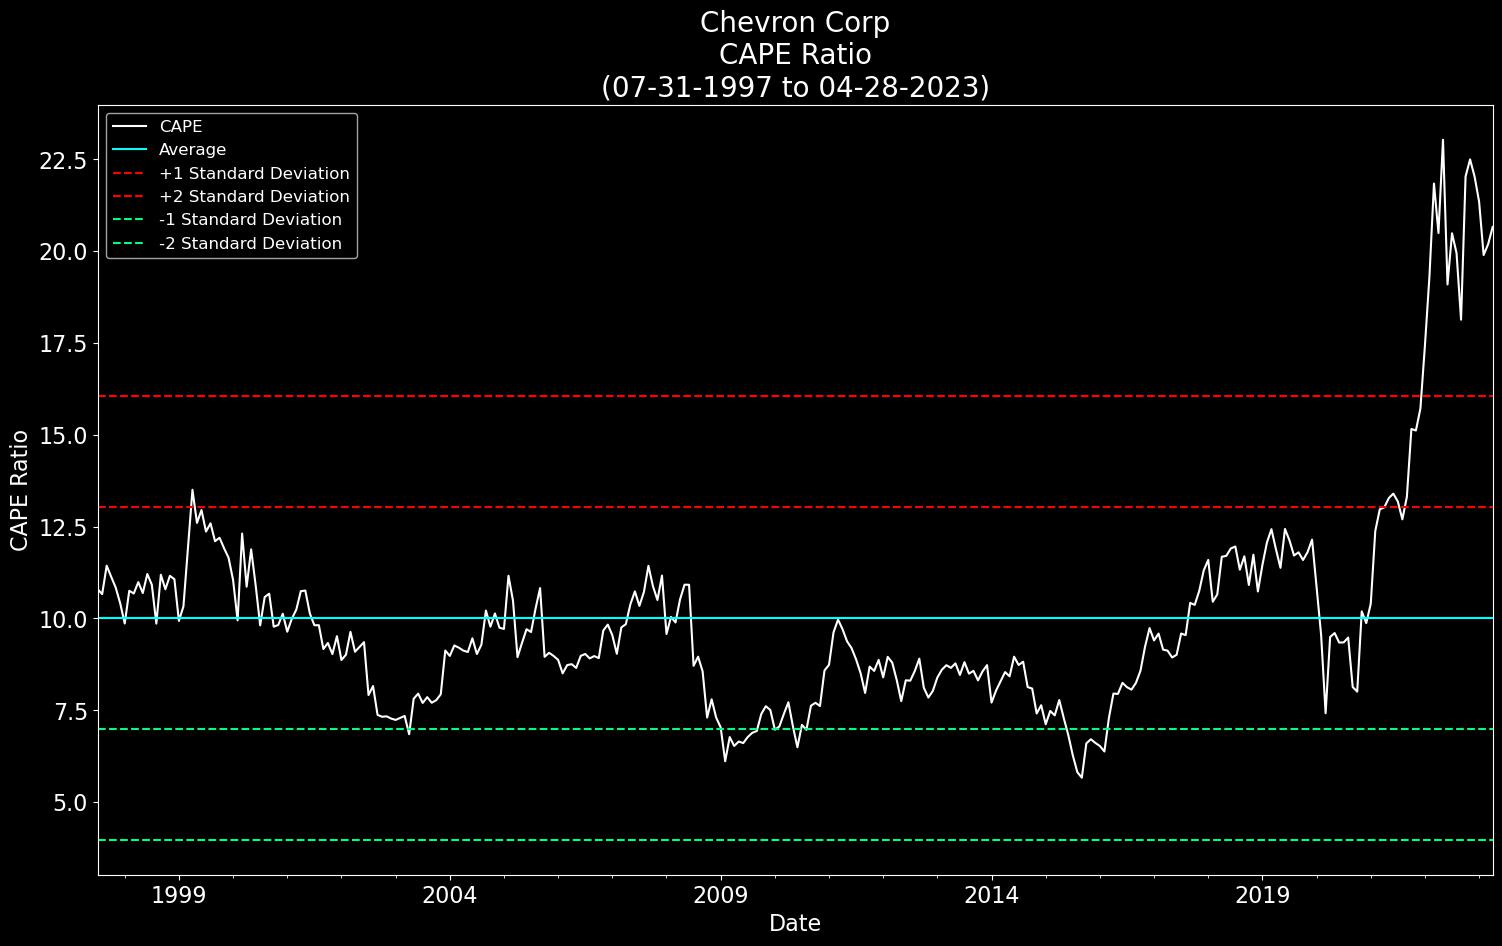 Chevron Corp
CAPE Ratio
(07-31-1997 to 04-28-2023)
CAPE
Average
+1 Standard Deviation
+2 Standard Deviation
-1 Standard Deviation
-2 Standard Deviation
22.5
20.0
17.5
15.0
12.5
10.0
7.5
5.0
CAPE Ratio
1999 2004 2009 2014 2019
Date